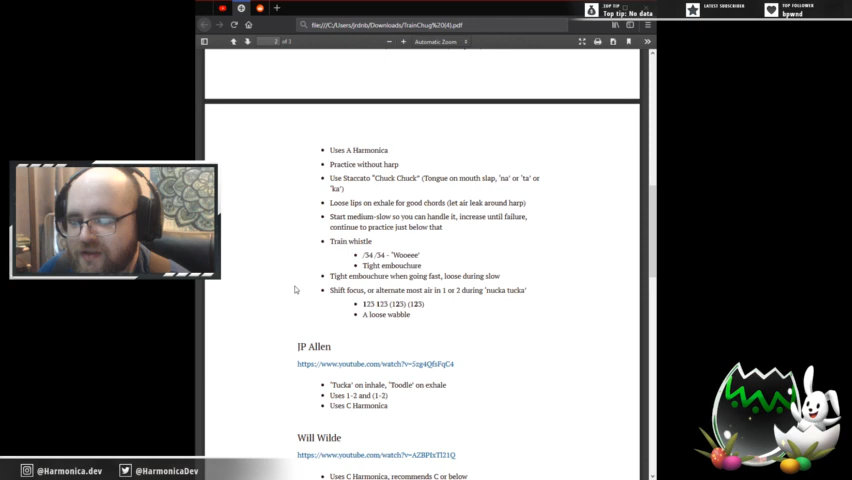 TOP TIP
Top tip: No data
LATEST SUBSCRIBER
TOP FOLLOWER
bpwnd
file:///C:/Users/jrdnb/Downloads/TrainChug%20(4).pdf
2 of 3
Automatic Zoom
• Uses A Harmonica
• Practice without harp
• Use Staccato "Chuck Chuck" (Tongue on mouth slap, 'na' or 'ta' or
'ka')
• Loose lips on exhale for good chords (let air leak around harp)
• Start medium-slow so you can handle it, increase until failure,
continue to practice just below that
• Train whistle
• /34 /34 - 'Wooeee'
• Tight embouchure
• Tight embouchure when going fast, loose during slow
• Shift focus, or alternate most air in 1 or 2 during 'nucka tucka'
• 123 123 (123) (123)
• A loose wabble
JP Allen
https://www.youtube.com/watch?v=5rg4QfsFqC4
• 'Tucka' on inhale, 'Toodle' on exhale
• Uses 1-2 and (1-2)
• Uses C Harmonica
Will Wilde
https://www.youtube.com/watch?v=AZBPIxTl21Q
• Uses C Harmonica, recommends C or below
@Harmonica.dev
@HarmonicaDev